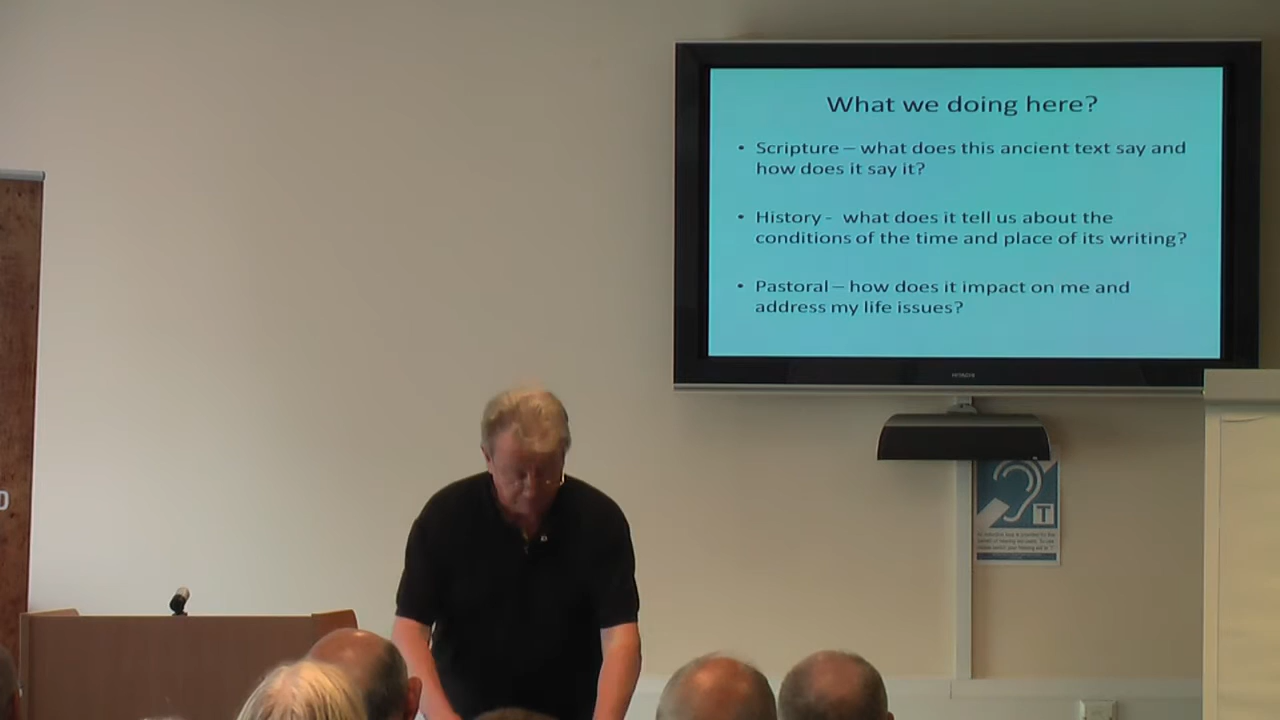 What we doing here?
• Scripture – what does this ancient text say and
how does it say it?
• History - what does it tell us about the
conditions of the time and place of its writing?
• Pastoral – how does it impact on me and
address my life issues?
HITACHI
T